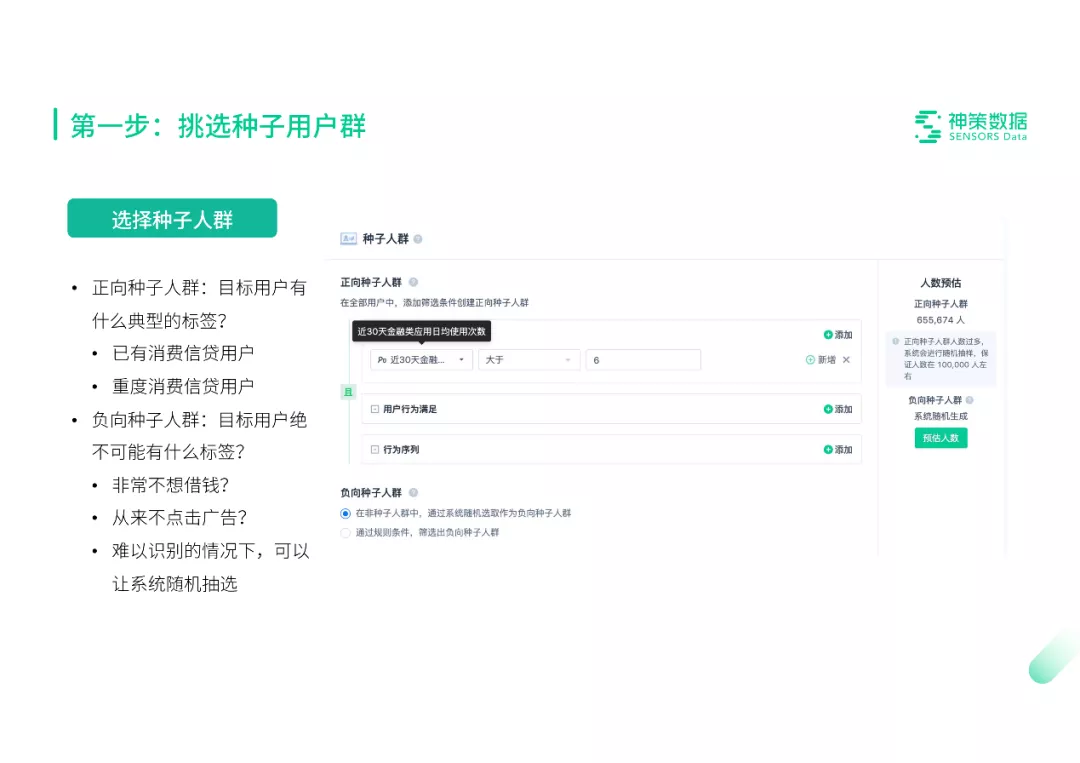 第一步：挑选种子用户群
神策数据
SENSORS Data
选择种子人群
• 正向种子人群：目标用户有
什么典型的标签？
• 已有消费信贷用户
• 重度消费信贷用户
• 负向种子人群：目标用户绝
不可能有什么标签？
• 非常不想借钱？
• 从来不点击广告？
• 难以识别的情况下，可以
让系统随机抽选
种子人群
正向种子人群
在全部用户中，添加筛选条件创建正向种子人群
近30天金融类应用日均使用次数
添加
近30天金融... 大于 6 新增
且
用户行为满足 添加
行为序列 添加
负向种子人群
在非种子人群中，通过系统随机选取作为负向种子人群
通过规则条件，筛选出负向种子人群
人数预估
正向种子人群
655,674 人
正向种子人群人数过多，
系统会进行随机抽样，保
证人数在 100,000 人左
右
负向种子人群
系统随机生成
预估人数